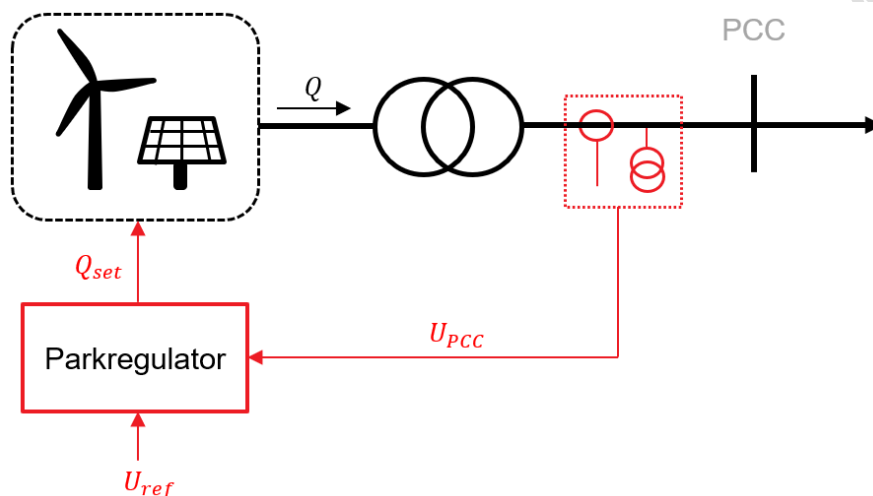 PCC
Q
Q_set
Parkregulator
U_PCC
U_ref